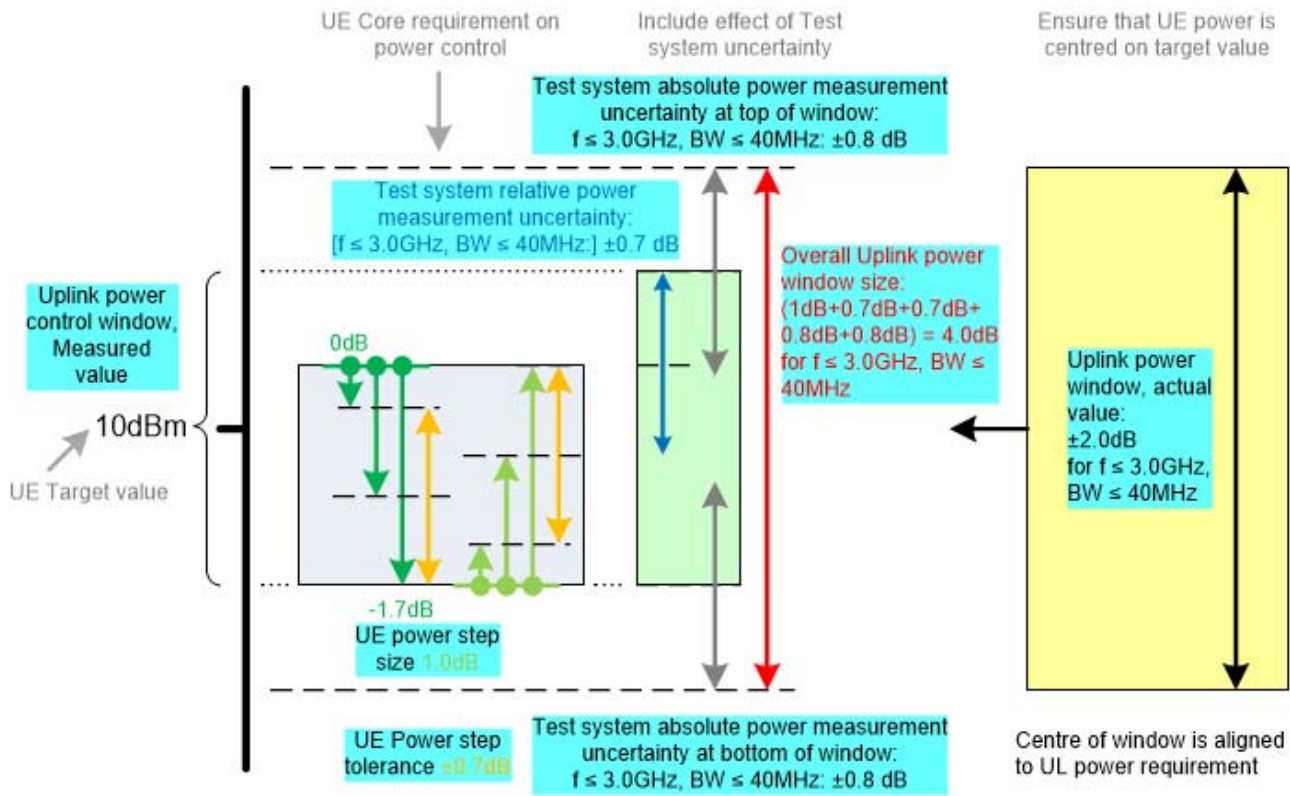 UE Core requirement on
power control
Include effect of Test
system uncertainty
Ensure that UE power is
centred on target value
Test system absolute power measurement
uncertainty at top of window:
f ≤ 3.0GHz, BW ≤ 40MHz: ±0.8 dB
Test system relative power
measurement uncertainty:
[f ≤ 3.0GHz, BW ≤ 40MHz:] ±0.7 dB
Overall Uplink power
window size:
(1dB+0.7dB+0.7dB+
0.8dB+0.8dB) = 4.0dB
for f ≤ 3.0GHz, BW ≤
40MHz
Uplink power
control window,
Measured
value
0dB
Uplink power
window, actual
value:
±2.0dB
for f ≤ 3.0GHz,
BW ≤ 40MHz
10dBm
UE Target value
-1.7dB
UE power step
size 1.0dB
UE Power step
tolerance ±0.7dB
Test system absolute power measurement
uncertainty at bottom of window:
f ≤ 3.0GHz, BW ≤ 40MHz: ±0.8 dB
Centre of window is aligned
to UL power requirement